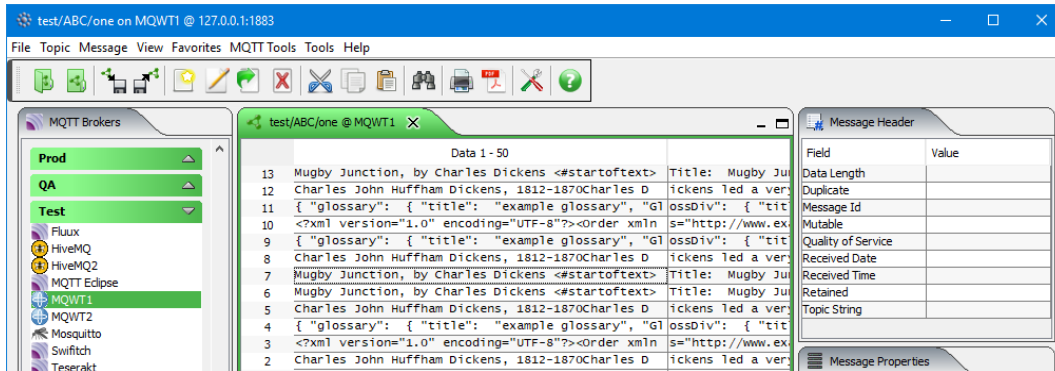 test/ABC/one on MQWT1 @ 127.0.0.1:1883
File Topic Message View Favorites MQTT Tools Tools Help
PDF
MQTT Brokers
Prod
QA
Test
Fluux
HiveMQ
HiveMQ2
MQTT Eclipse
MQWT1
MQWT2
Mosquitto
Swifitch
Teserakt
test/ABC/one @ MQWT1
Data 1 - 50
13 Mugby Junction, by Charles Dickens <#startoftext> Title: Mugby Ju
12 Charles John Huffham Dickens, 1812-1870Charles D ickens led a very
11 { "glossary": { "title": "example glossary", "Gl ossDiv": { "tit
10 <?xml version="1.0" encoding="UTF-8"?><Order xmln s="http://www.ex
9 { "glossary": { "title": "example glossary", "Gl ossDiv": { "tit
8 Charles John Huffham Dickens, 1812-1870Charles D ickens led a very
7 Mugby Junction, by Charles Dickens <#startoftext> Title: Mugby Ju
6 Mugby Junction, by Charles Dickens <#startoftext> Title: Mugby Ju
5 Charles John Huffham Dickens, 1812-1870Charles D ickens led a very
4 { "glossary": { "title": "example glossary", "Gl ossDiv": { "tit
3 <?xml version="1.0" encoding="UTF-8"?><Order xmln s="http://www.ex
2 Charles John Huffham Dickens, 1812-1870Charles D ickens led a very
Message Header
Field Value
Data Length
Duplicate
Message Id
Mutable
Quality of Service
Received Date
Received Time
Retained
Topic String
Message Properties